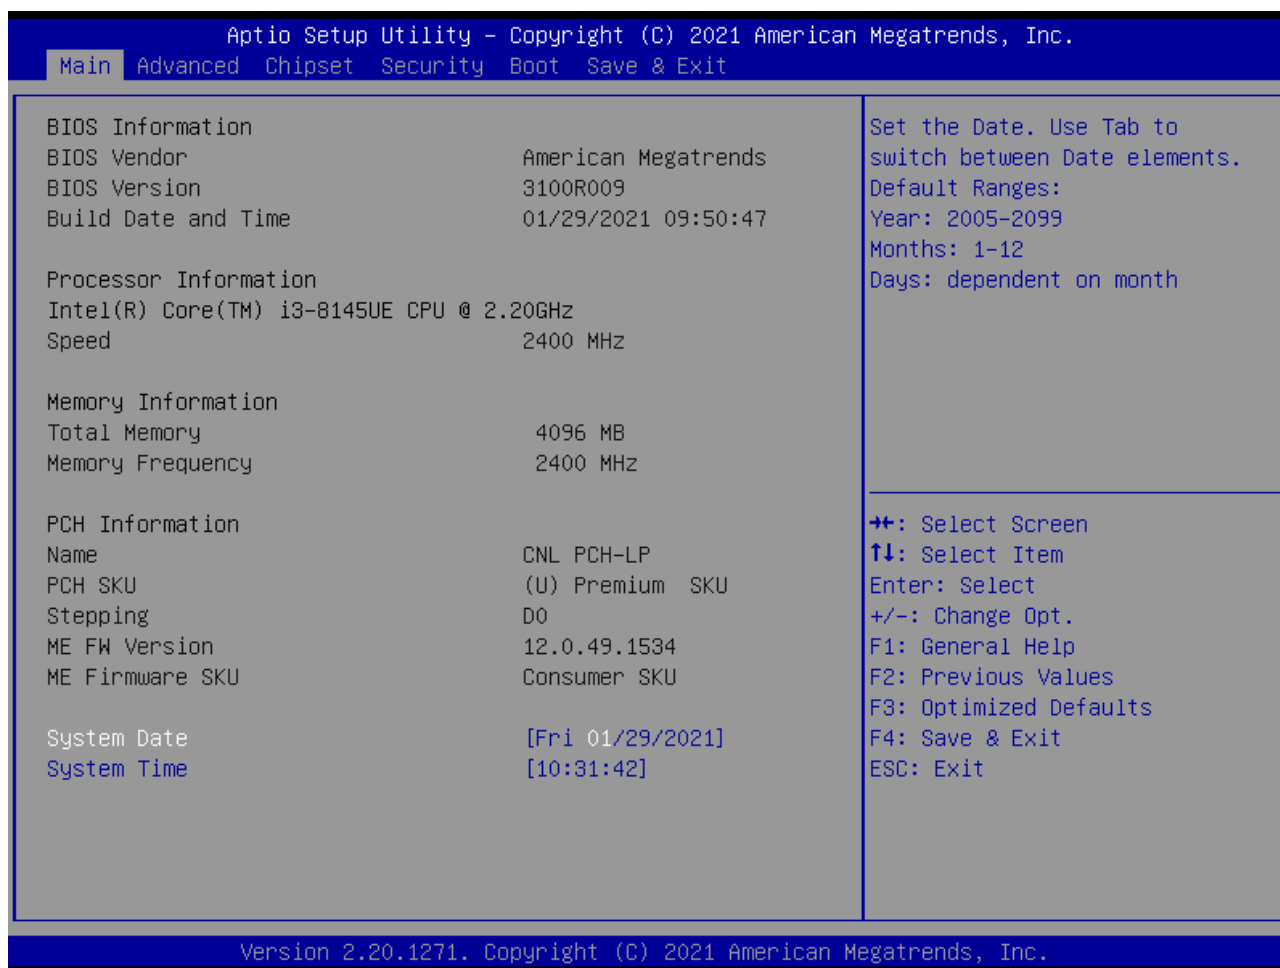 Aptio Setup Utility – Copyright (C) 2021 American Megatrends, Inc.
Main Advanced Chipset Security Boot Save & Exit
BIOS Information
BIOS Vendor American Megatrends
BIOS Version 3100R009
Build Date and Time 01/29/2021 09:50:47
Processor Information
Intel(R) Core(TM) i3-8145UE CPU @ 2.20GHz
Speed 2400 MHz
Memory Information
Total Memory 4096 MB
Memory Frequency 2400 MHz
PCH Information
Name CNL PCH-LP
PCH SKU (U) Premium SKU
Stepping D0
ME FW Version 12.0.49.1534
ME Firmware SKU Consumer SKU
System Date [Fri 01/29/2021]
System Time [10:31:42]
Set the Date. Use Tab to
switch between Date elements.
Default Ranges:
Year: 2005-2099
Months: 1-12
Days: dependent on month
→←: Select Screen
↑↓: Select Item
Enter: Select
+/-: Change Opt.
F1: General Help
F2: Previous Values
F3: Optimized Defaults
F4: Save & Exit
ESC: Exit
Version 2.20.1271. Copyright (C) 2021 American Megatrends, Inc.